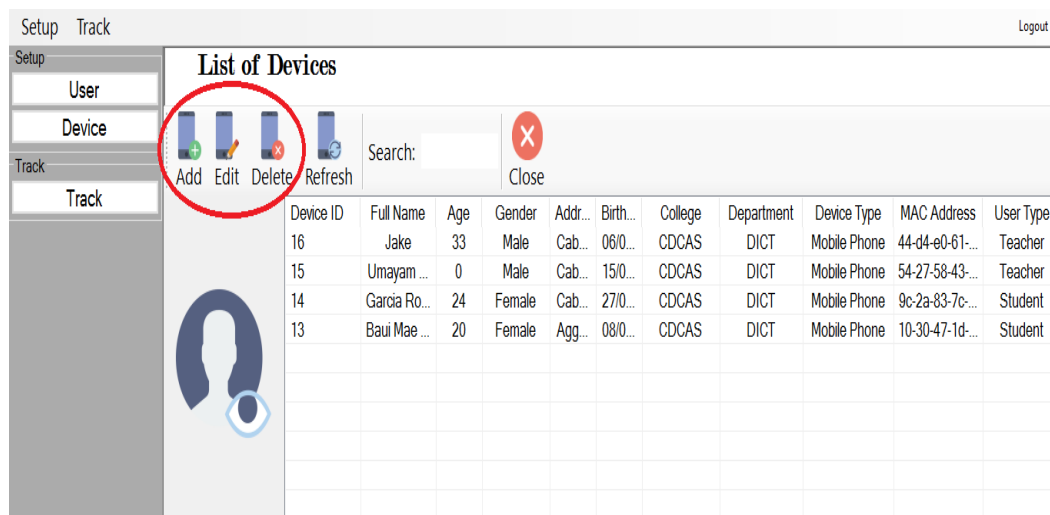 Setup Track Logout
Setup
List of Devices
User
Device
Search:
Track
Add Edit Delete Refresh Close
Track
Device ID Full Name Age Gender Addr... Birth... College Department Device Type MAC Address User Type
16 Jake 33 Male Cab... 06/0... CDCAS DICT Mobile Phone 44-d4-e0-61-... Teacher
15 Umayam ... 0 Male Cab... 15/0... CDCAS DICT Mobile Phone 54-27-58-43-... Teacher
14 Garcia Ro... 24 Female Cab... 27/0... CDCAS DICT Mobile Phone 9c-2a-83-7c-... Student
13 Baui Mae ... 20 Female Agg... 08/0... CDCAS DICT Mobile Phone 10-30-47-1d-... Student